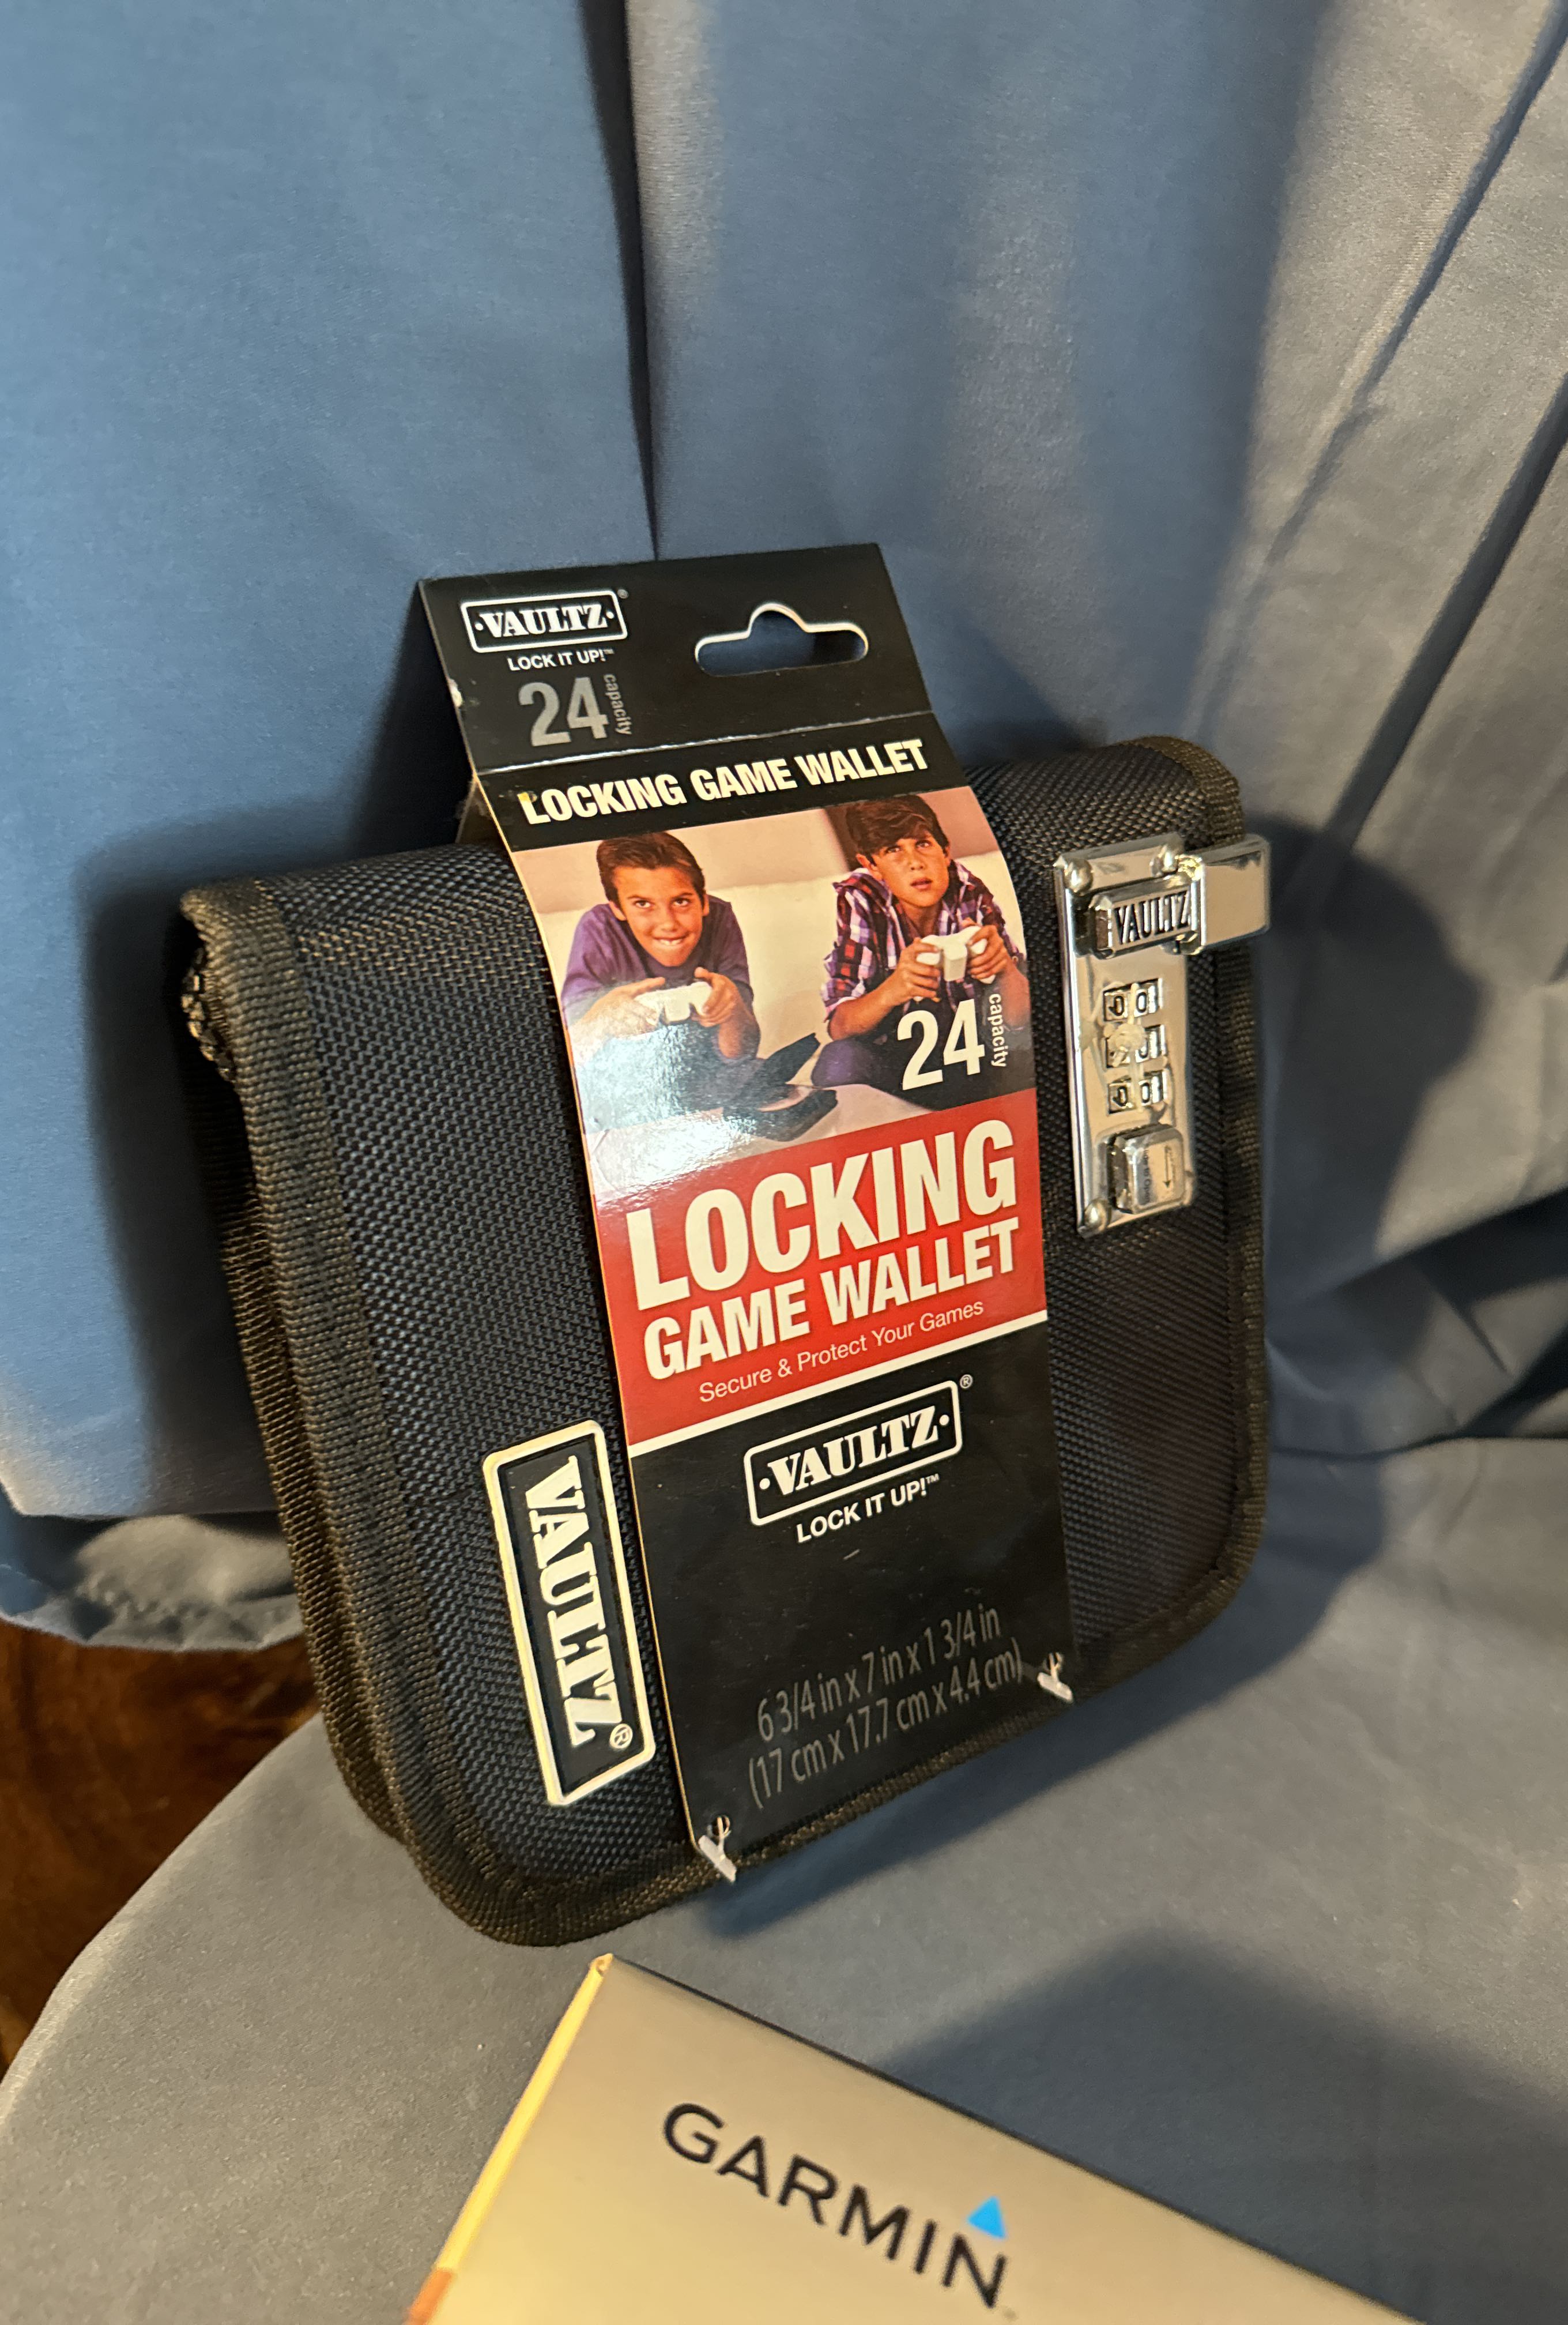 ·VAULTZ·®
LOCK IT UP!™
24 capacity
LOCKING GAME WALLET
24 capacity
LOCKING
GAME WALLET
Secure & Protect Your Games
·VAULTZ·®
LOCK IT UP!™
6 3/4 in x 7 in x 1 3/4 in
(17 cm x 17.7 cm x 4.4 cm)
VAULTZ
VAULTZ®
GARMIN